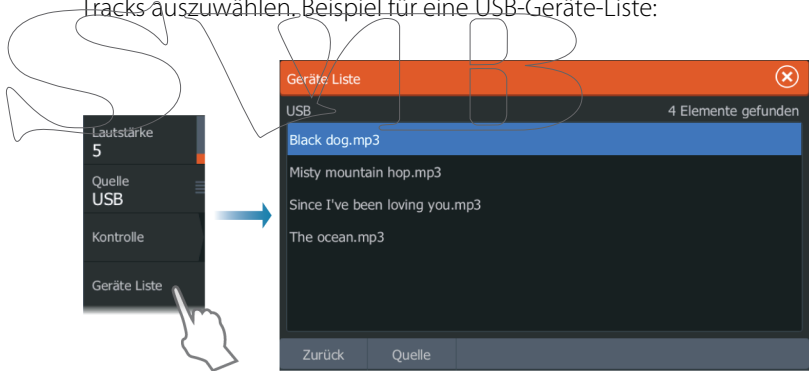 Tracks auszuwählen. Beispiel für eine USB-Geräte-Liste:
SVB
Geräte Liste
USB 4 Elemente gefunden
Black dog.mp3
Misty mountain hop.mp3
Since I've been loving you.mp3
The ocean.mp3
Zurück Quelle
Lautstärke
5
Quelle
USB
Kontrolle
Geräte Liste